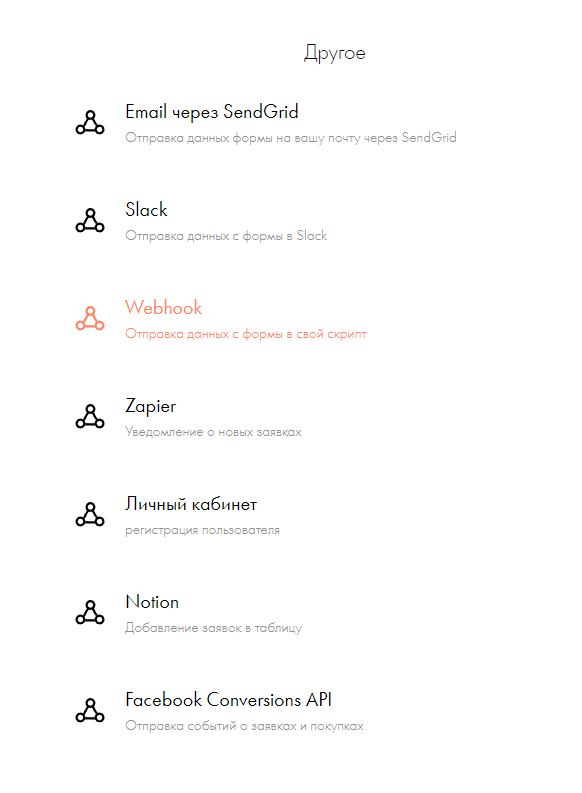 Другое
Email через SendGrid
Отправка данных формы на вашу почту через SendGrid
Slack
Отправка данных с формы в Slack
Webhook
Отправка данных с формы в свой скрипт
Zapier
Уведомление о новых заявках
Личный кабинет
регистрация пользователя
Notion
Добавление заявок в таблицу
Facebook Conversions API
Отправка событий о заявках и покупках